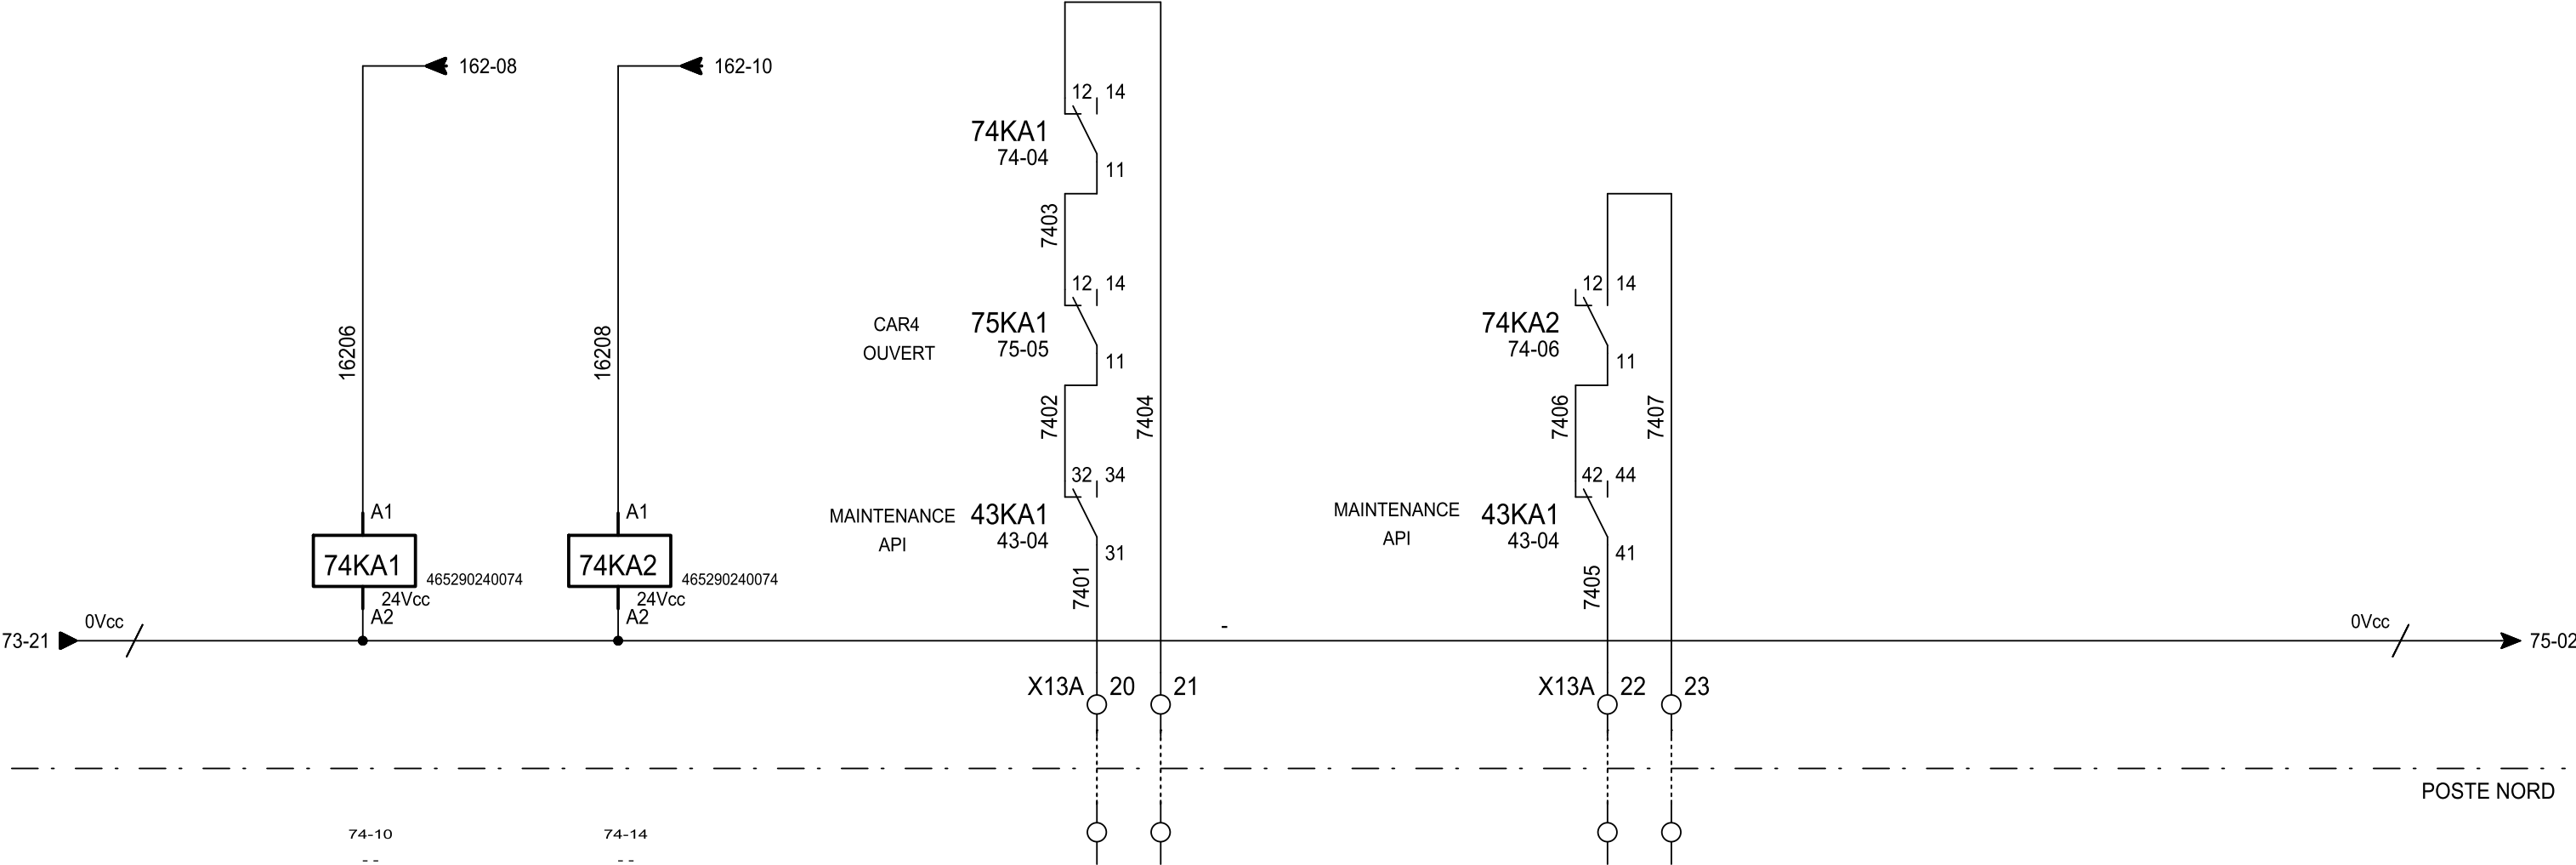 162-08
162-10
12 14
74KA1
74-04
11
7403
12 14
12 14
CAR4
OUVERT
75KA1
75-05
11
74KA2
74-06
11
16206
16208
7402
7404
7406
7407
32 34
42 44
A1
A1
MAINTENANCE
API
43KA1
43-04
31
MAINTENANCE
API
43KA1
43-04
41
74KA1
465290240074
24Vcc
A2
74KA2
465290240074
24Vcc
A2
7401
7405
73-21
0Vcc
-
0Vcc
75-02
X13A 20 21
X13A 22 23
POSTE NORD
74-10
--
74-14
--